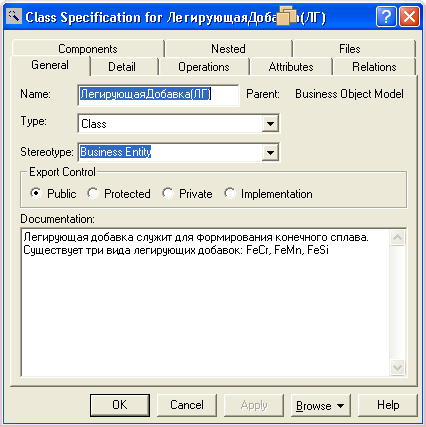 Class Specification for ЛегирующаяДобавка(ЛГ)
Components Nested Files
General Detail Operations Attributes Relations
Name: ЛегирующаяДобавка(ЛГ) Parent: Business Object Model
Type: Class
Stereotype: Business Entity
Export Control
Public Protected Private Implementation
Documentation:
Легирующая добавка служит для формирования конечного сплава.
Существует три вида легирующих добавок: FeCr, FeMn, FeSi
OK Cancel Apply Browse Help